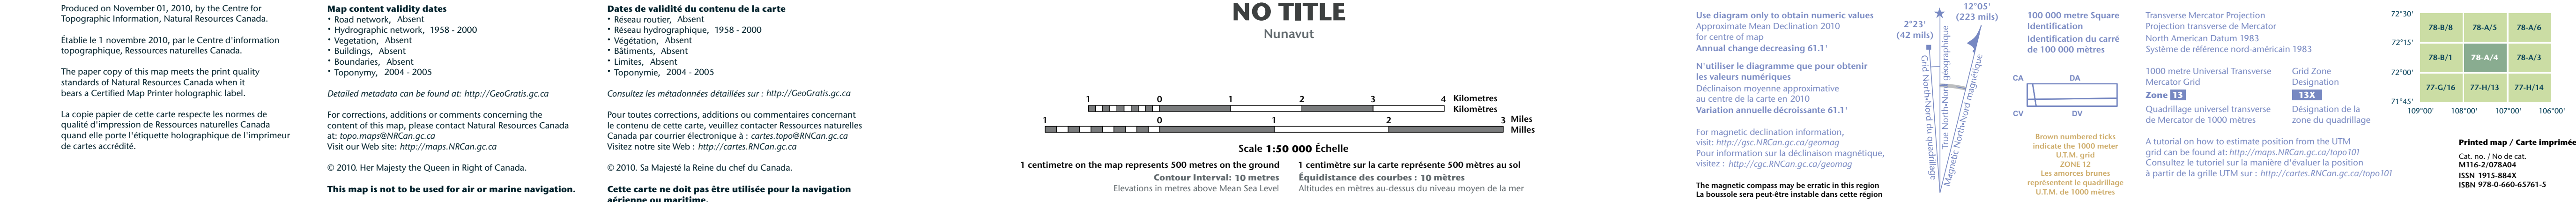 Produced on November 01, 2010, by the Centre for
Topographic Information, Natural Resources Canada.
Établie le 1 novembre 2010, par le Centre d'information
topographique, Ressources naturelles Canada.
The paper copy of this map meets the print quality
standards of Natural Resources Canada when it
bears a Certified Map Printer holographic label.
La copie papier de cette carte respecte les normes de
qualité d'impression de Ressources naturelles Canada
quand elle porte l'étiquette holographique de l'imprimeur
de cartes accrédité.
Map content validity dates
• Road network, Absent
• Hydrographic network, 1958 - 2000
• Vegetation, Absent
• Buildings, Absent
• Boundaries, Absent
• Toponymy, 2004 - 2005
Detailed metadata can be found at: http://GeoGratis.gc.ca
For corrections, additions or comments concerning the
content of this map, please contact Natural Resources Canada
at: topo.maps@NRCan.gc.ca
Visit our Web site: http://maps.NRCan.gc.ca
© 2010. Her Majesty the Queen in Right of Canada.
This map is not to be used for air or marine navigation.
Dates de validité du contenu de la carte
• Réseau routier, Absent
• Réseau hydrographique, 1958 - 2000
• Végétation, Absent
• Bâtiments, Absent
• Limites, Absent
• Toponymie, 2004 - 2005
Consultez les métadonnées détaillées sur : http://GeoGratis.gc.ca
Pour toutes corrections, additions ou commentaires concernant
le contenu de cette carte, veuillez contacter Ressources naturelles
Canada par courrier électronique à : cartes.topo@RNCan.gc.ca
Visitez notre site Web : http://cartes.RNCan.gc.ca
© 2010. Sa Majesté la Reine du chef du Canada.
Cette carte ne doit pas être utilisée pour la navigation
aérienne ou maritime.
NO TITLE
Nunavut
1 0 1 2 3 4 Kilometres
Kilomètres
1 0 1 2 3 Miles
Milles
Scale 1:50 000 Échelle
1 centimetre on the map represents 500 metres on the ground
Contour Interval: 10 metres
Elevations in metres above Mean Sea Level
1 centimètre sur la carte représente 500 mètres au sol
Équidistance des courbes : 10 mètres
Altitudes en mètres au-dessus du niveau moyen de la mer
Use diagram only to obtain numeric values
Approximate Mean Declination 2010
for centre of map
Annual change decreasing 61.1'
N'utiliser le diagramme que pour obtenir
les valeurs numériques
Déclinaison moyenne approximative
au centre de la carte en 2010
Variation annuelle décroissante 61.1'
For magnetic declination information,
visit: http://gsc.NRCan.gc.ca/geomag
Pour information sur la déclinaison magnétique,
visitez : http://cgc.RNCan.gc.ca/geomag
The magnetic compass may be erratic in this region
La boussole sera peut-être instable dans cette région
2°23'
(42 mils)
12°05'
(223 mils)
Grid North•Nord du quadrillage
True North•Nord géographique
Magnetic North•Nord magnétique
100 000 metre Square
Identification
Identification du carré
de 100 000 mètres
CA DA
CV DV
Brown numbered ticks
indicate the 1000 meter
U.T.M. grid
ZONE 12
Les amorces brunes
représentent le quadrillage
U.T.M. de 1000 mètres
Transverse Mercator Projection
Projection transverse de Mercator
North American Datum 1983
Système de référence nord-américain 1983
1000 metre Universal Transverse
Mercator Grid
Zone 13
Quadrillage universel transverse
de Mercator de 1000 mètres
Grid Zone
Designation
13X
Désignation de la
zone du quadrillage
A tutorial on how to estimate position from the UTM
grid can be found at: http://maps.NRCan.gc.ca/topo101
Consultez le tutoriel sur la manière d'évaluer la position
à partir de la grille UTM sur : http://cartes.RNCan.gc.ca/topo101
72°30'
78-B/8 78-A/5 78-A/6
72°15'
78-B/1 78-A/4 78-A/3
72°00'
77-G/16 77-H/13 77-H/14
71°45'
109°00' 108°00' 107°00' 106°00'
Printed map / Carte imprimée
Cat. no. / No de cat.
M116-2/078A04
ISSN 1915-884X
ISBN 978-0-660-65761-5